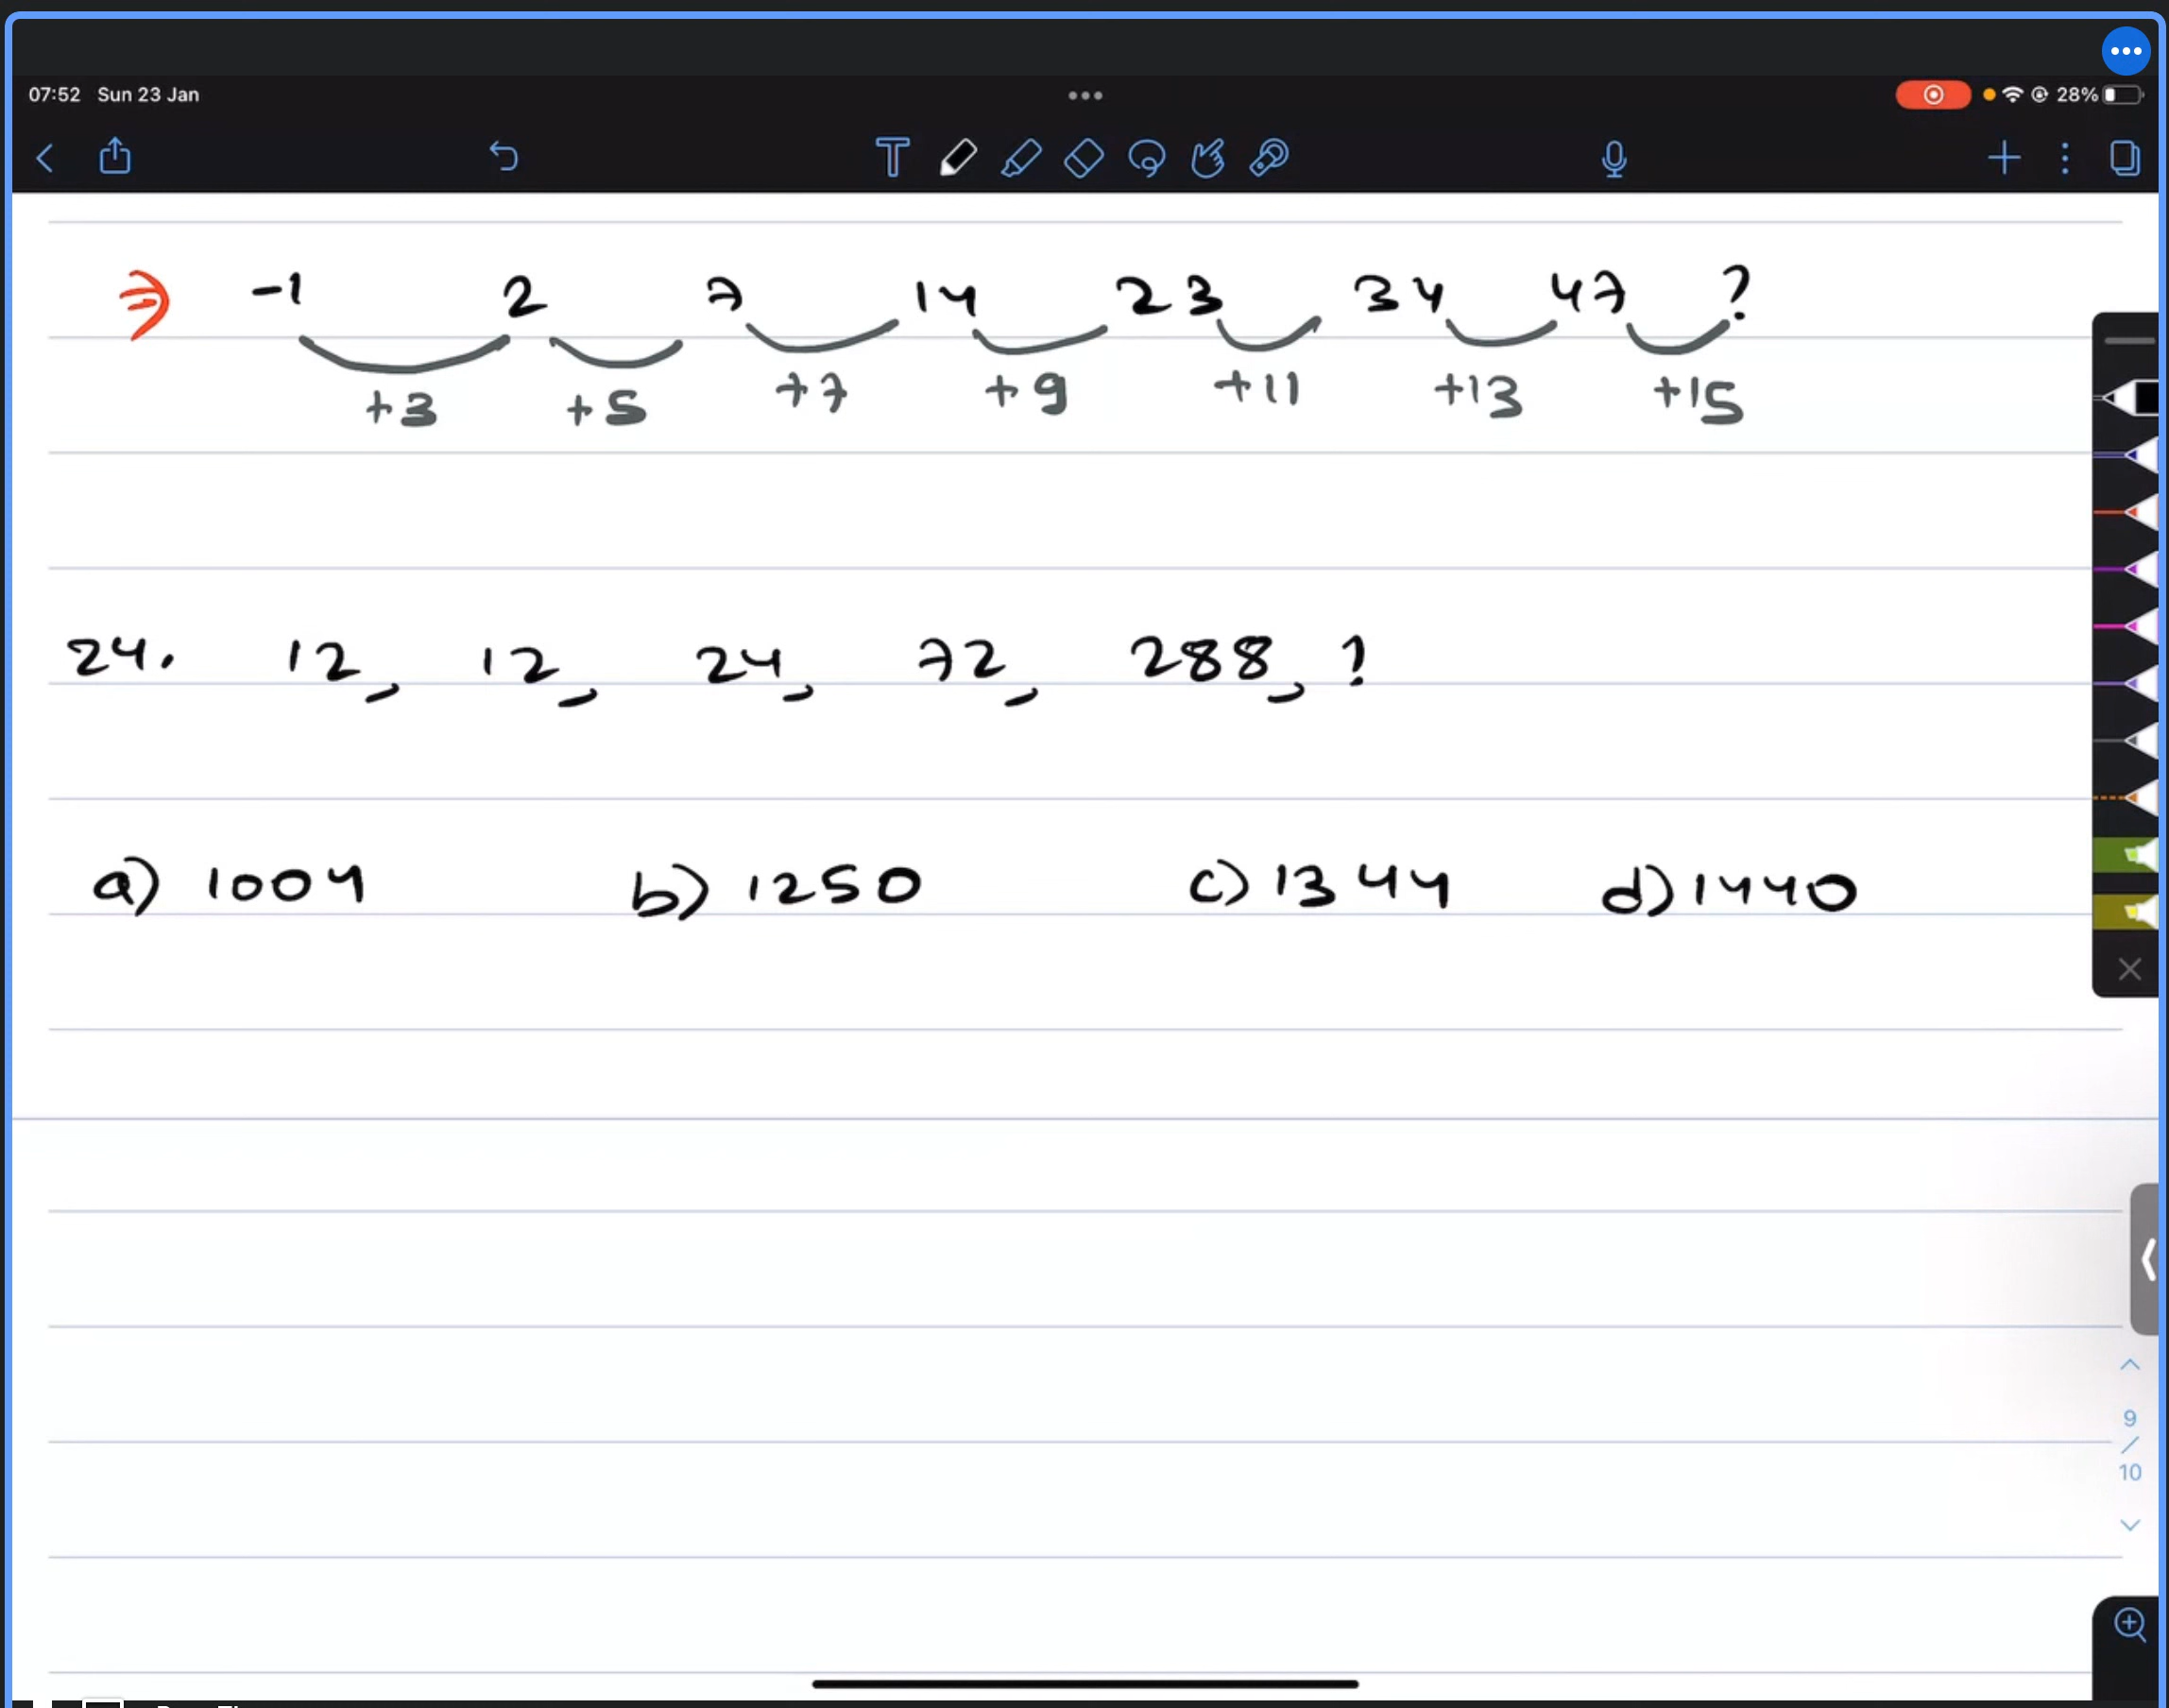 07:52 Sun 23 Jan 28%
T
⇒ -1 2 7 14 23 34 47 ?
+3 +5 +7 +9 +11 +13 +15
24. 12, 12, 24, 72, 288, ?
a) 1004 b) 1250 c) 1344 d) 1440
9
/
10